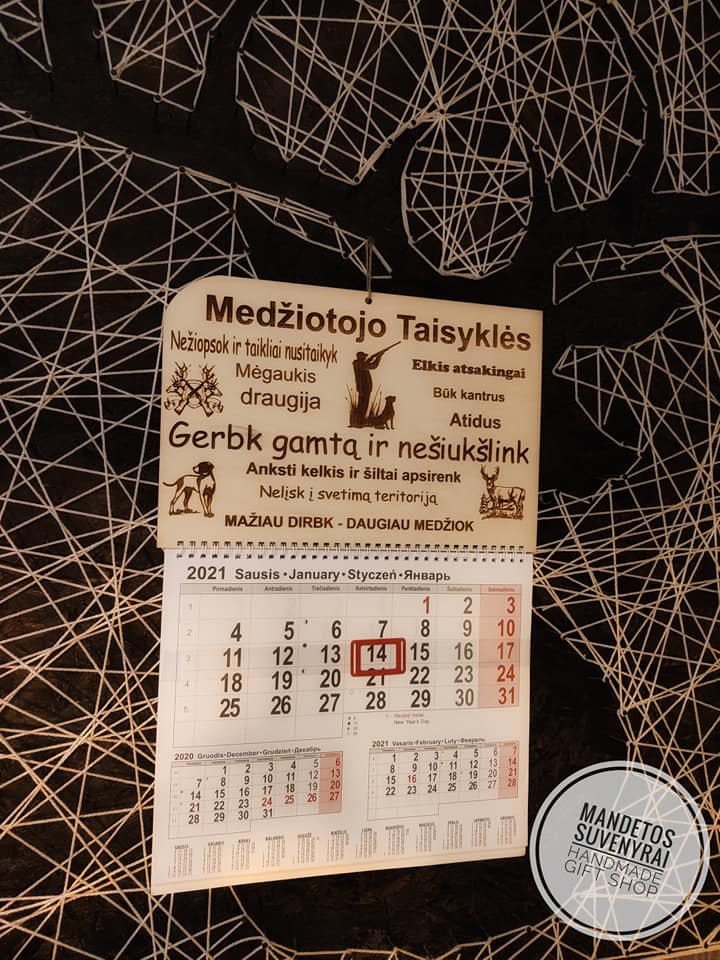 Medžiotojo Taisyklės
Nežiopsok ir taikliai nusitaikyk
Mėgaukis
draugija
Elkis atsakingai
Būk kantrus
Atidus
Gerbk gamtą ir nešiukšlink
Anksti kelkis ir šiltai apsirenk
Nelįsk į svetimą teritoriją
MAŽIAU DIRBK - DAUGIAU MEDŽIOK
2021 Sausis • January • Styczeń • Январь
Pirmadienis Antradienis Trečiadienis Ketvirtadienis Penktadienis Šeštadienis Sekmadienis
1 1 2 3
2 4 5 6 7 8 9 10
3 11 12 13 14 15 16 17
4 18 19 20 21 22 23 24
5 25 26 27 28 29 30 31
New Year's Day
2020 Gruodis • December • Grudzień • Декабрь
1 2 3 4 5 6
7 8 9 10 11 12 13
14 15 16 17 18 19 20
21 22 23 24 25 26 27
28 29 30 31
2021 Vasaris • February • Luty • Февраль
1 2 3 4 5 6 7
8 9 10 11 12 13 14
15 16 17 18 19 20 21
22 23 24 25 26 27 28
MANDETOS
SUVENYRAI
HANDMADE
GIFT SHOP